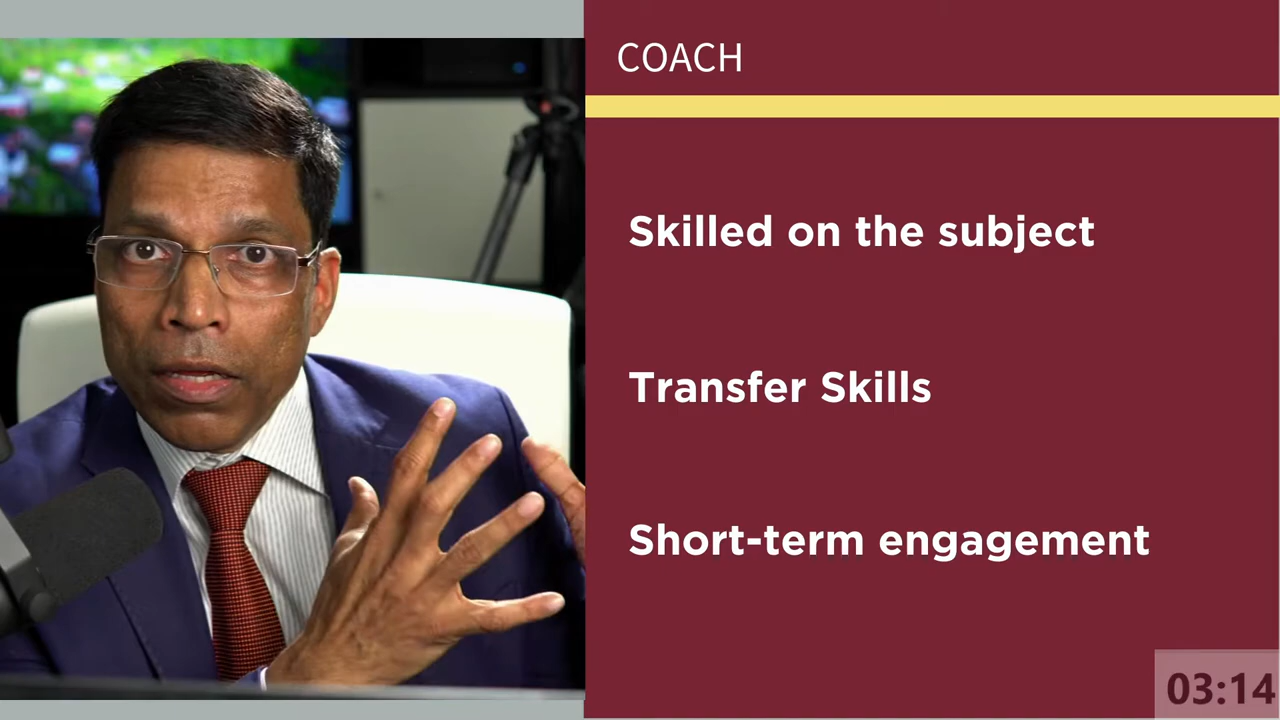 COACH
Skilled on the subject
Transfer Skills
Short-term engagement
03:14